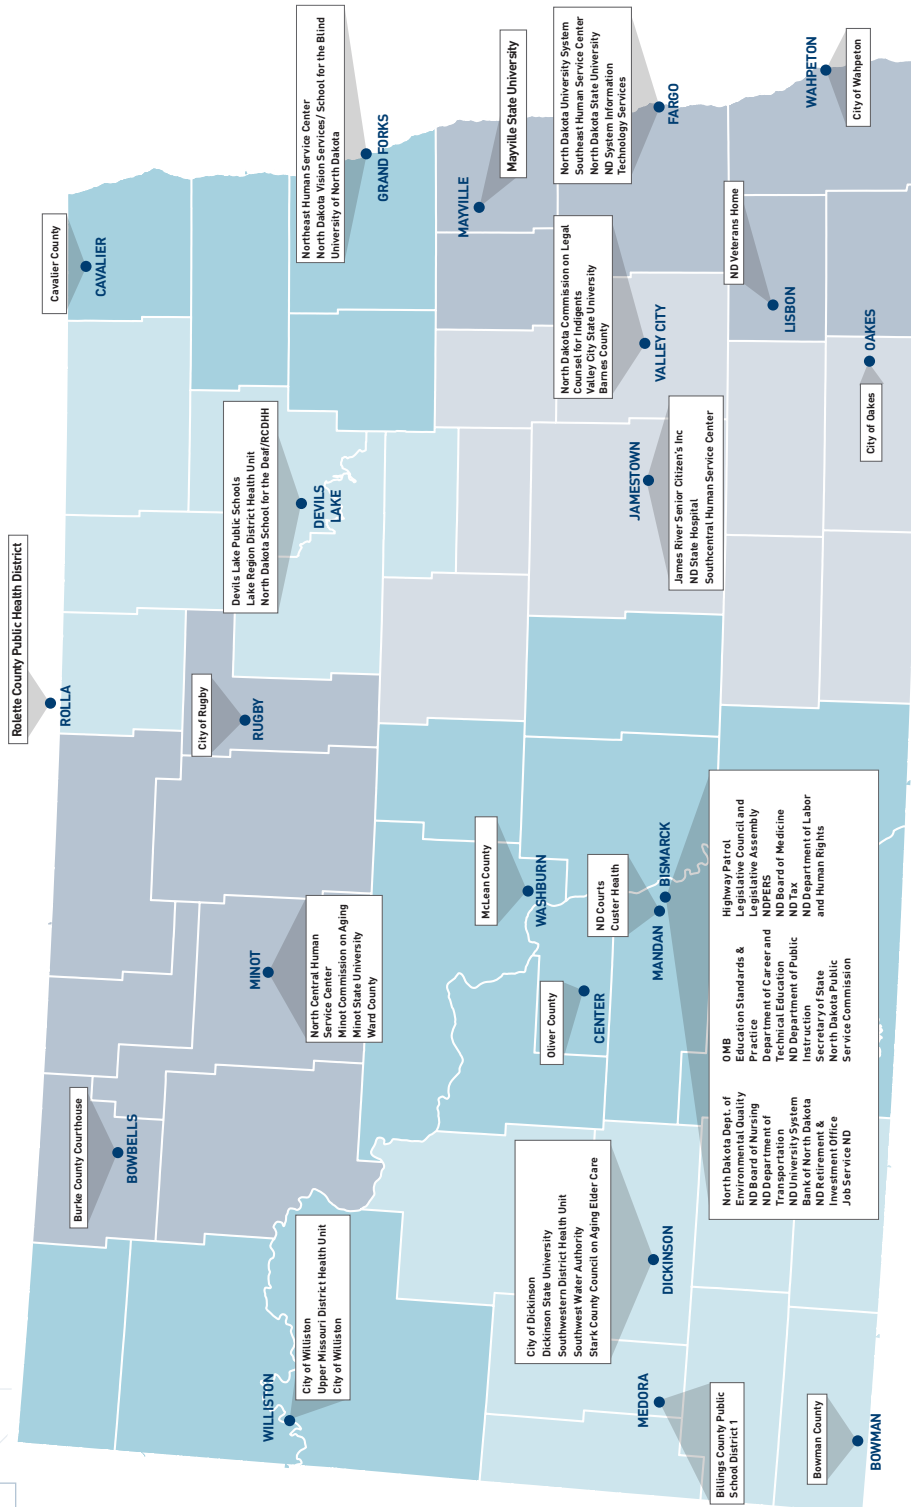 Rolette County Public Health District
ROLLA
Cavalier County
CAVALIER
Burke County Courthouse
BOWBELLS
City of Rugby
RUGBY
Devils Lake Public Schools
Lake Region District Health Unit
North Dakota School for the Deaf/RCDHH
DEVILS
LAKE
Northeast Human Service Center
North Dakota Vision Services/ School for the Blind
University of North Dakota
GRAND FORKS
WILLISTON
City of Williston
Upper Missouri District Health Unit
City of Williston
MINOT
North Central Human
Service Center
Minot Commission on Aging
Minot State University
Ward County
McLean County
WASHBURN
MAYVILLE
Mayville State University
Oliver County
CENTER
ND Courts
Custer Health
MANDAN
BISMARCK
North Dakota Dept. of
Environmental Quality
ND Board of Nursing
ND Department of
Transportation
ND University System
Bank of North Dakota
ND Retirement &
Investment Office
Job Service ND
OMB
Education Standards &
Practice
Department of Career and
Technical Education
ND Department of Public
Instruction
Secretary of State
North Dakota Public
Service Commission
Highway Patrol
Legislative Council and
Legislative Assembly
NDPERS
ND Board of Medicine
ND Tax
ND Department of Labor
and Human Rights
City of Dickinson
Dickinson State University
Southwestern District Health Unit
Southwest Water Authority
Stark County Council on Aging Elder Care
DICKINSON
MEDORA
Billings County Public
School District 1
Bowman County
BOWMAN
JAMESTOWN
James River Senior Citizen's Inc
ND State Hospital
Southcentral Human Service Center
North Dakota Commission on Legal
Counsel for Indigents
Valley City State University
Barnes County
VALLEY CITY
North Dakota University System
Southeast Human Service Center
North Dakota State University
ND System Information
Technology Services
FARGO
ND Veterans Home
LISBON
City of Oakes
OAKES
WAHPETON
City of Wahpeton